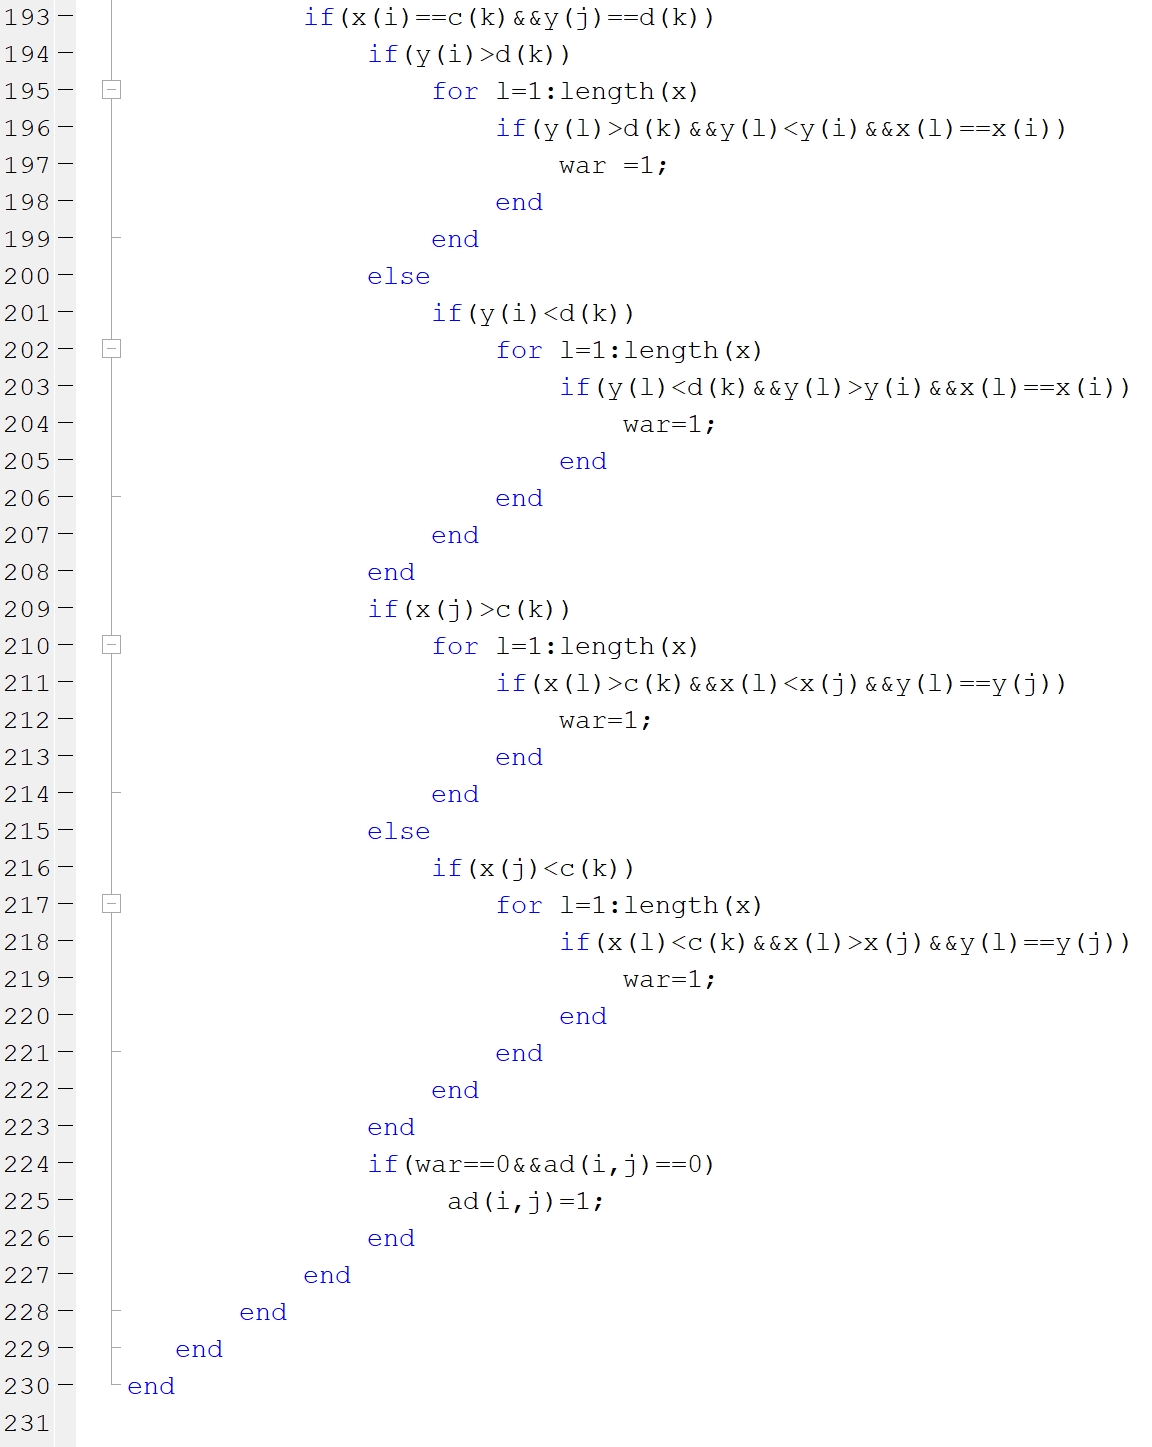 193 –               if(x(i)==c(k)&&y(j)==d(k))
194 –                   if(y(i)>d(k))
195 –                       for l=1:length(x)
196 –                           if(y(l)>d(k)&&y(l)<y(i)&&x(l)==x(i))
197 –                               war =1;
198 –                           end
199 –                       end
200 –                   else
201 –                       if(y(i)<d(k))
202 –                           for l=1:length(x)
203 –                               if(y(l)<d(k)&&y(l)>y(i)&&x(l)==x(i))
204 –                                   war=1;
205 –                               end
206 –                           end
207 –                       end
208 –                   end
209 –                   if(x(j)>c(k))
210 –                       for l=1:length(x)
211 –                           if(x(l)>c(k)&&x(l)<x(j)&&y(l)==y(j))
212 –                               war=1;
213 –                           end
214 –                       end
215 –                   else
216 –                       if(x(j)<c(k))
217 –                           for l=1:length(x)
218 –                               if(x(l)<c(k)&&x(l)>x(j)&&y(l)==y(j))
219 –                                   war=1;
220 –                               end
221 –                           end
222 –                       end
223 –                   end
224 –                   if(war==0&&ad(i,j)==0)
225 –                        ad(i,j)=1;
226 –                   end
227 –               end
228 –           end
229 –       end
230 –    end
231